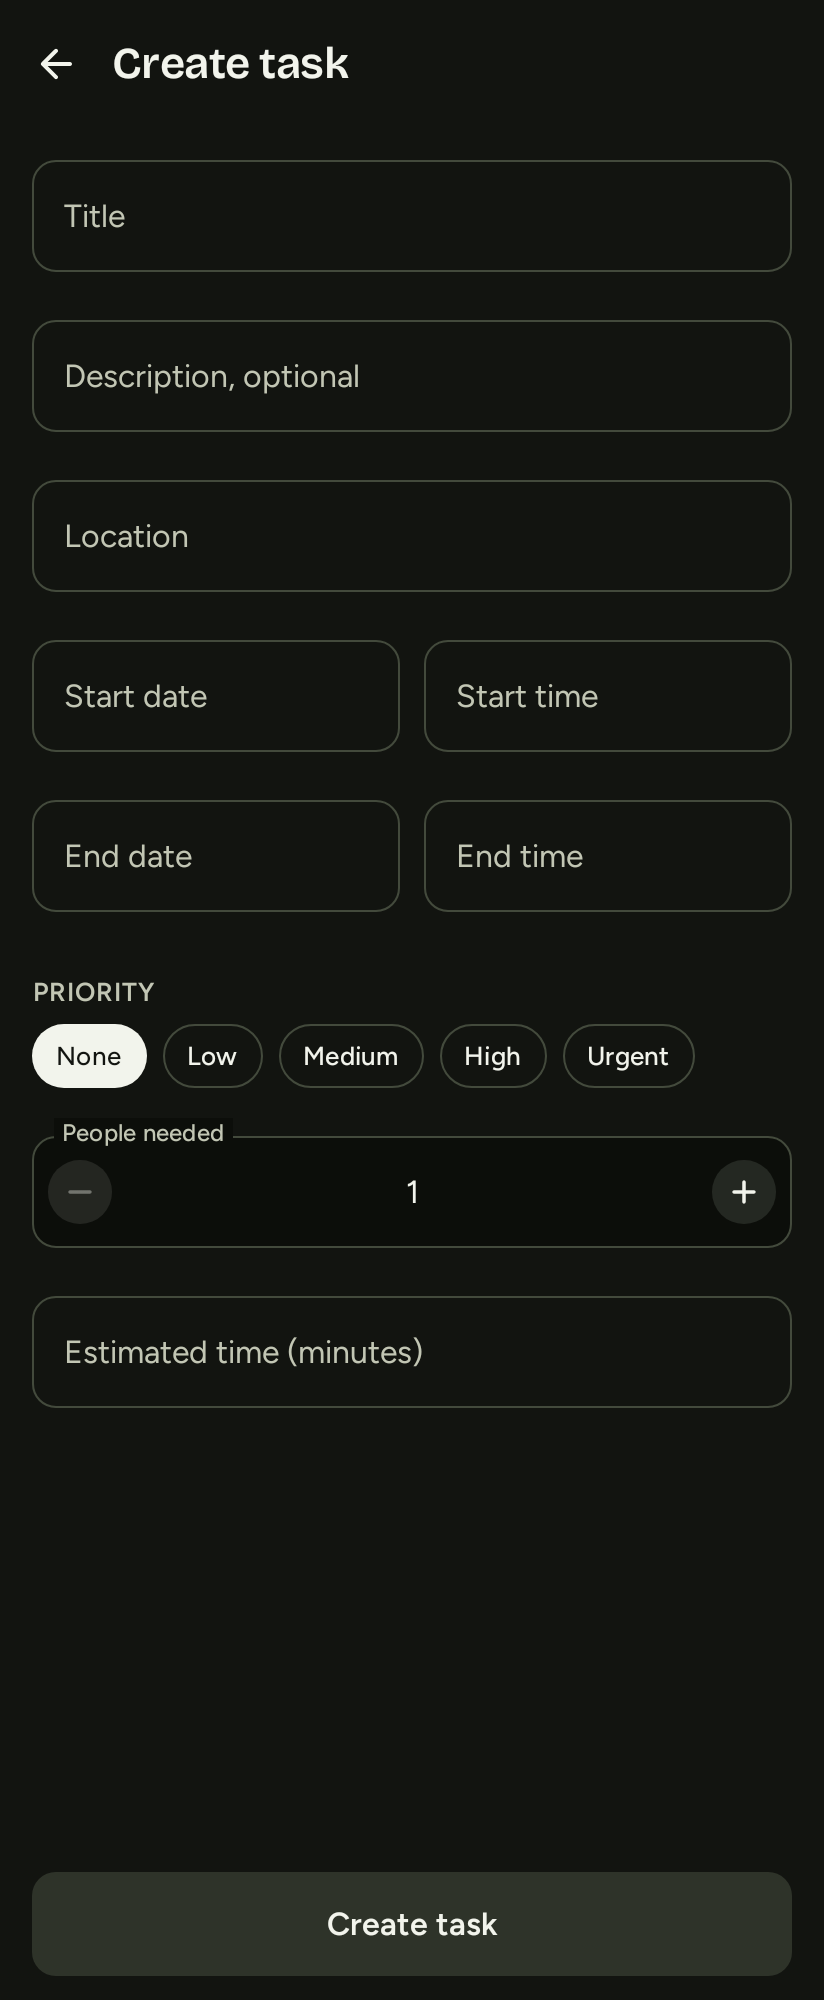 Create task
Title
Description, optional
Location
Start date
Start time
End date
End time
PRIORITY
None Low Medium High Urgent
People needed
1
Estimated time (minutes)
Create task